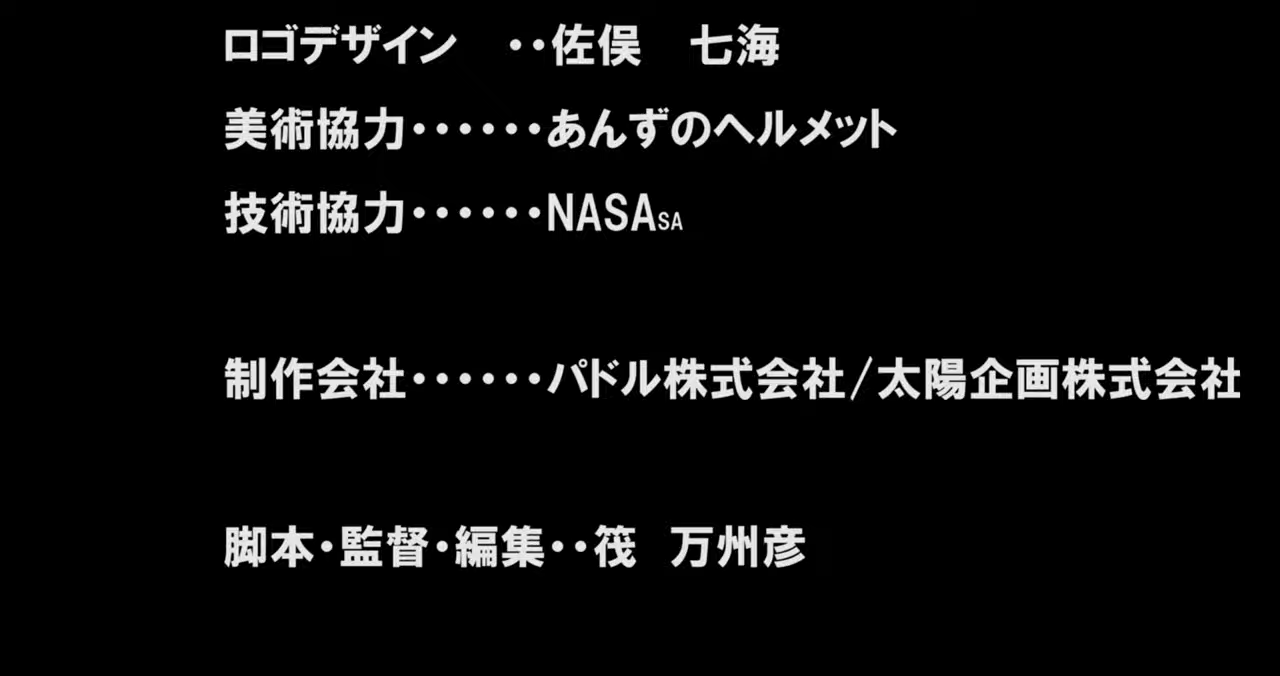 ロゴデザイン　・・佐俣　七海
美術協力・・・・・・あんずのヘルメット
技術協力・・・・・・NASASA
制作会社・・・・・・パドル株式会社/太陽企画株式会社
脚本・監督・編集・・筏　万州彦